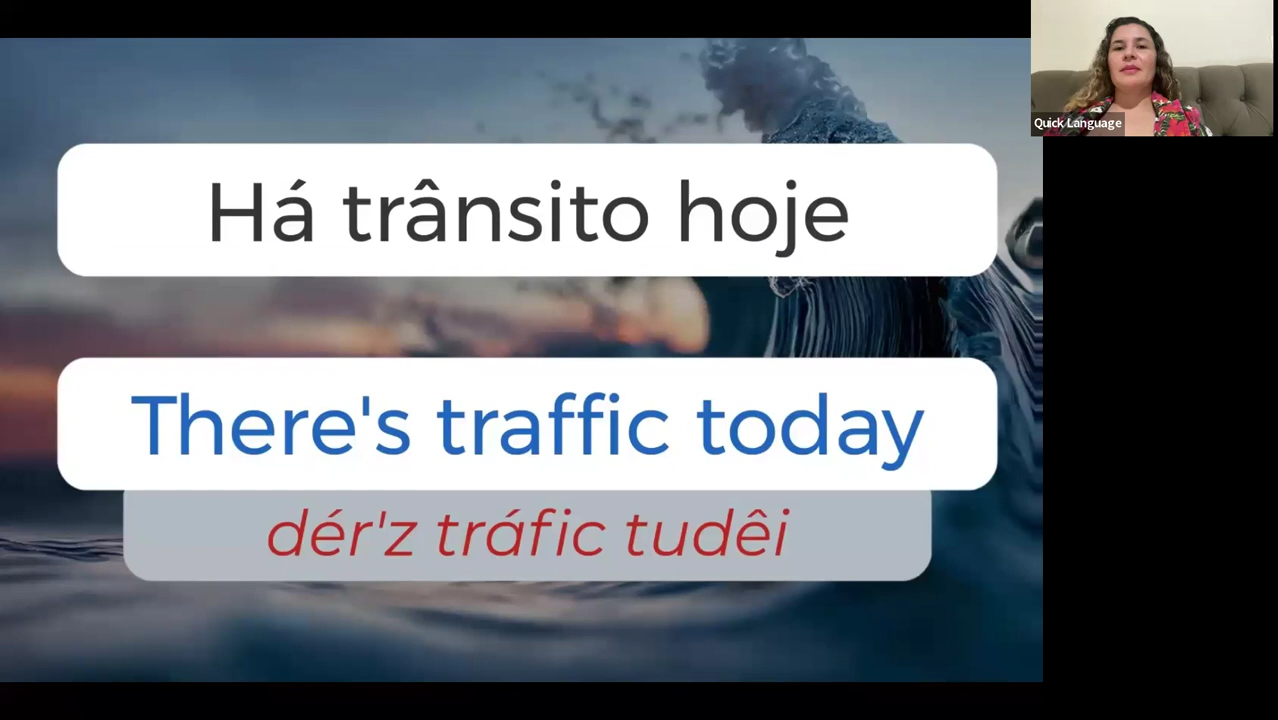 Há trânsito hoje
There's traffic today
dér'z tráfic tudêi
Quick Language